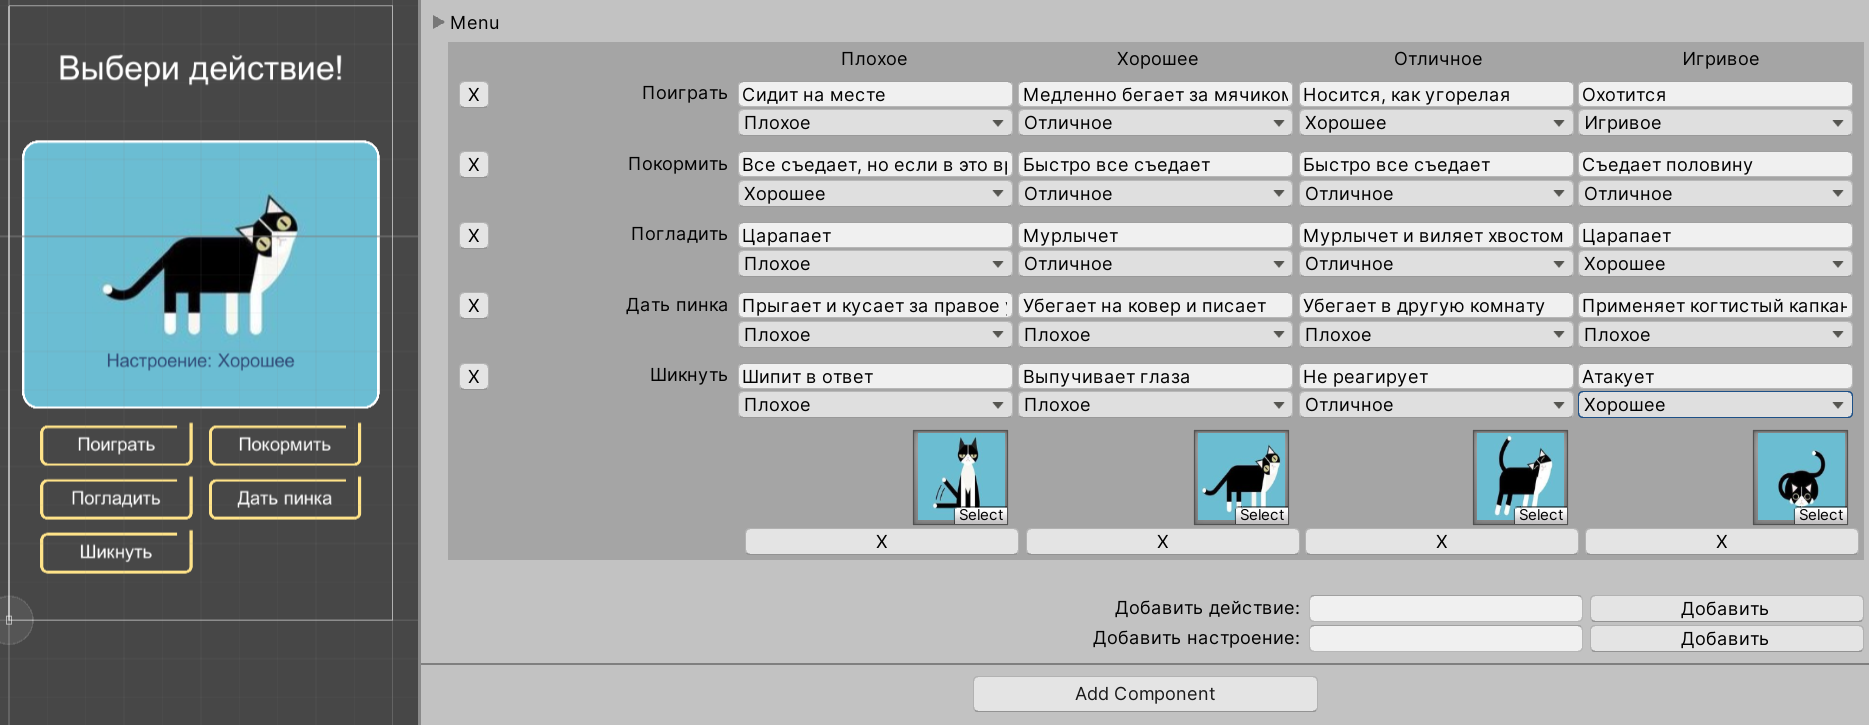 Выбери действие!
Настроение: Хорошее
Поиграть Покормить
Погладить Дать пинка
Шикнуть
Menu
Плохое Хорошее Отличное Игривое
X Поиграть Сидит на месте Медленно бегает за мячиком Носится, как угорелая Охотится
Плохое Отличное Хорошее Игривое
X Покормить Все съедает, но если в это Быстро все съедает Быстро все съедает Съедает половину
Хорошее Отличное Отличное Отличное
X Погладить Царапает Мурлычет Мурлычет и виляет хвостом Царапает
Плохое Отличное Отличное Хорошее
X Дать пинка Прыгает и кусает за правое Убегает на ковер и писает Убегает в другую комнату Применяет когтистый капкан
Плохое Плохое Плохое Плохое
X Шикнуть Шипит в ответ Выпучивает глаза Не реагирует Атакует
Плохое Плохое Отличное Хорошее
Select Select Select Select
X X X X
Добавить действие: Добавить
Добавить настроение: Добавить
Add Component